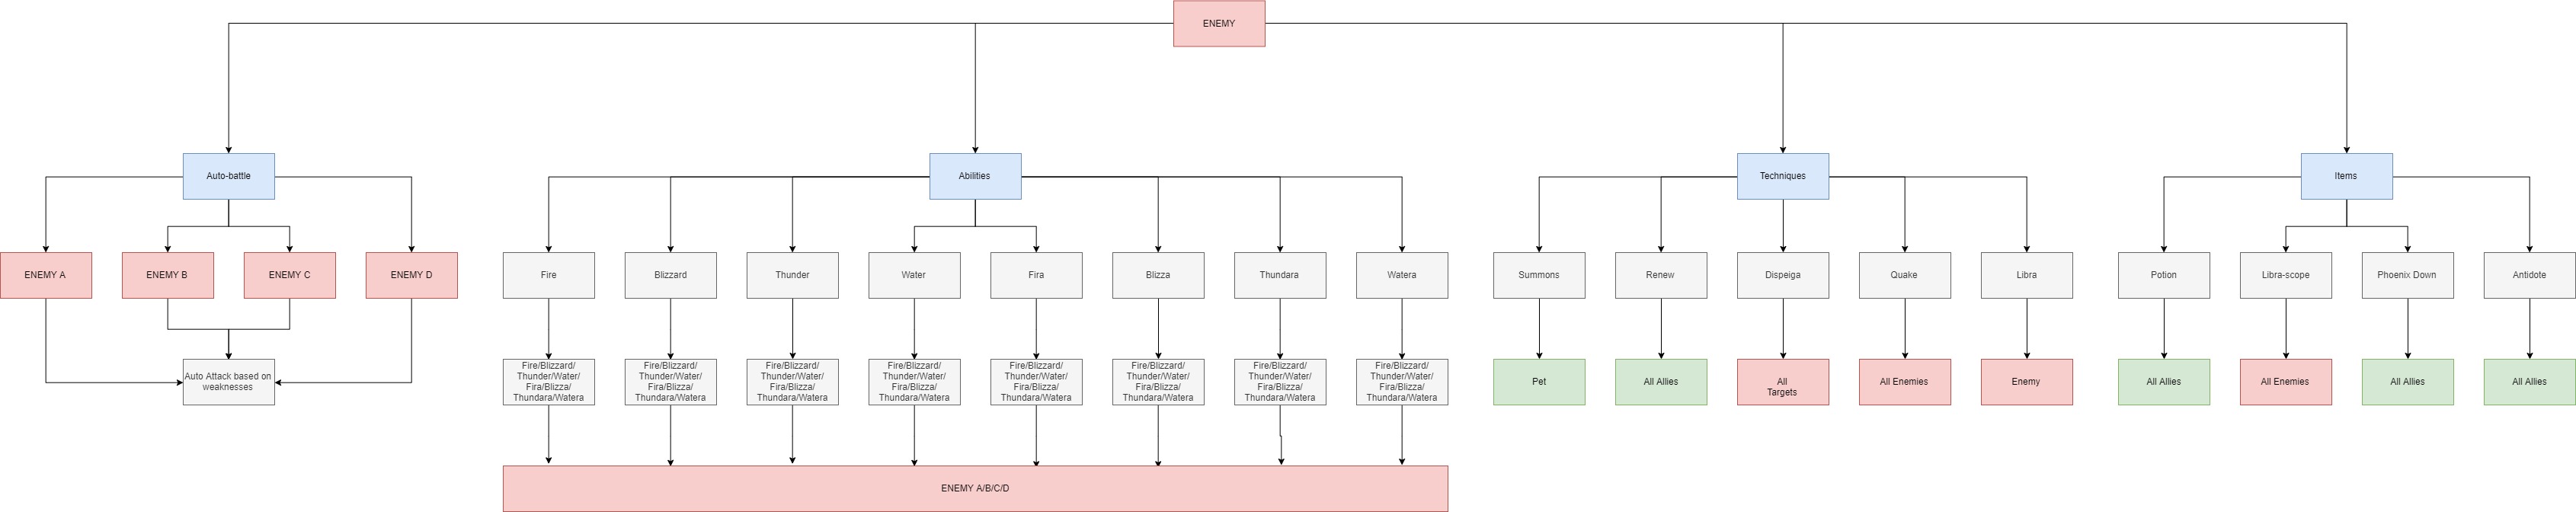 ENEMY
Auto-battle
Abilities
Techniques
Items
ENEMY A
ENEMY B
ENEMY C
ENEMY D
Fire
Blizzard
Thunder
Water
Fira
Blizza
Thundara
Watera
Summons
Renew
Dispeiga
Quake
Libra
Potion
Libra-scope
Phoenix Down
Antidote
Auto Attack based on
weaknesses
Fire/Blizzard/
Thunder/Water/
Fira/Blizza/
Thundara/Watera
Fire/Blizzard/
Thunder/Water/
Fira/Blizza/
Thundara/Watera
Fire/Blizzard/
Thunder/Water/
Fira/Blizza/
Thundara/Watera
Fire/Blizzard/
Thunder/Water/
Fira/Blizza/
Thundara/Watera
Fire/Blizzard/
Thunder/Water/
Fira/Blizza/
Thundara/Watera
Fire/Blizzard/
Thunder/Water/
Fira/Blizza/
Thundara/Watera
Fire/Blizzard/
Thunder/Water/
Fira/Blizza/
Thundara/Watera
Fire/Blizzard/
Thunder/Water/
Fira/Blizza/
Thundara/Watera
Pet
All Allies
All
Targets
All Enemies
Enemy
All Allies
All Enemies
All Allies
All Allies
ENEMY A/B/C/D